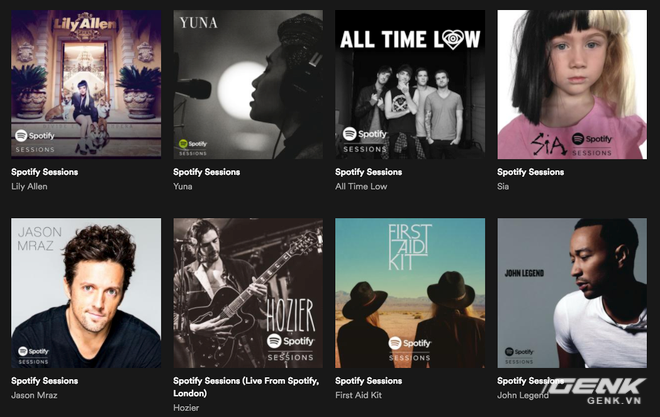 Lily Allen
Spotify
SESSIONS
YUNA
Spotify
SESSIONS
ALL TIME LOW
Spotify
SESSIONS
SiA
Spotify
SESSIONS
Spotify Sessions
Lily Allen
Spotify Sessions
Yuna
Spotify Sessions
All Time Low
Spotify Sessions
Sia
JASON
MRAZ
Spotify
SESSIONS
HOZIER
Spotify
SESSIONS
FIRST
AID
KIT
Spotify
SESSIONS
JOHN LEGEND
Spotify
SESSIONS
Spotify Sessions
Jason Mraz
Spotify Sessions (Live From Spotify,
London)
Hozier
Spotify Sessions
First Aid Kit
Spotify Sessions
John Legend
GENK
GENK.VN